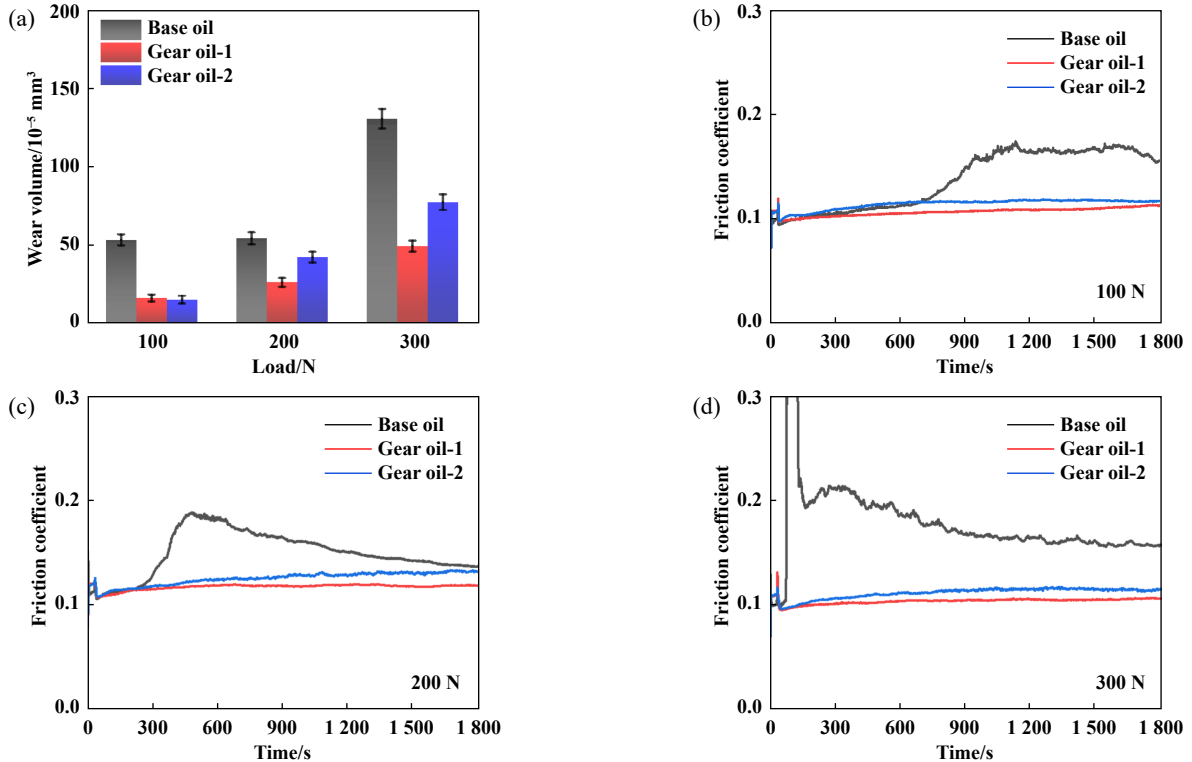 (a)
200
150
100
50
0
Wear volume/10⁻⁵ mm³
Base oil
Gear oil-1
Gear oil-2
100
200
300
Load/N
(b)
0.3
0.2
0.1
0.0
Friction coefficient
Base oil
Gear oil-1
Gear oil-2
100 N
0
300
600
900
1 200
1 500
1 800
Time/s
(c)
0.3
0.2
0.1
0.0
Friction coefficient
Base oil
Gear oil-1
Gear oil-2
200 N
0
300
600
900
1 200
1 500
1 800
Time/s
(d)
0.3
0.2
0.1
0.0
Friction coefficient
Base oil
Gear oil-1
Gear oil-2
300 N
0
300
600
900
1 200
1 500
1 800
Time/s